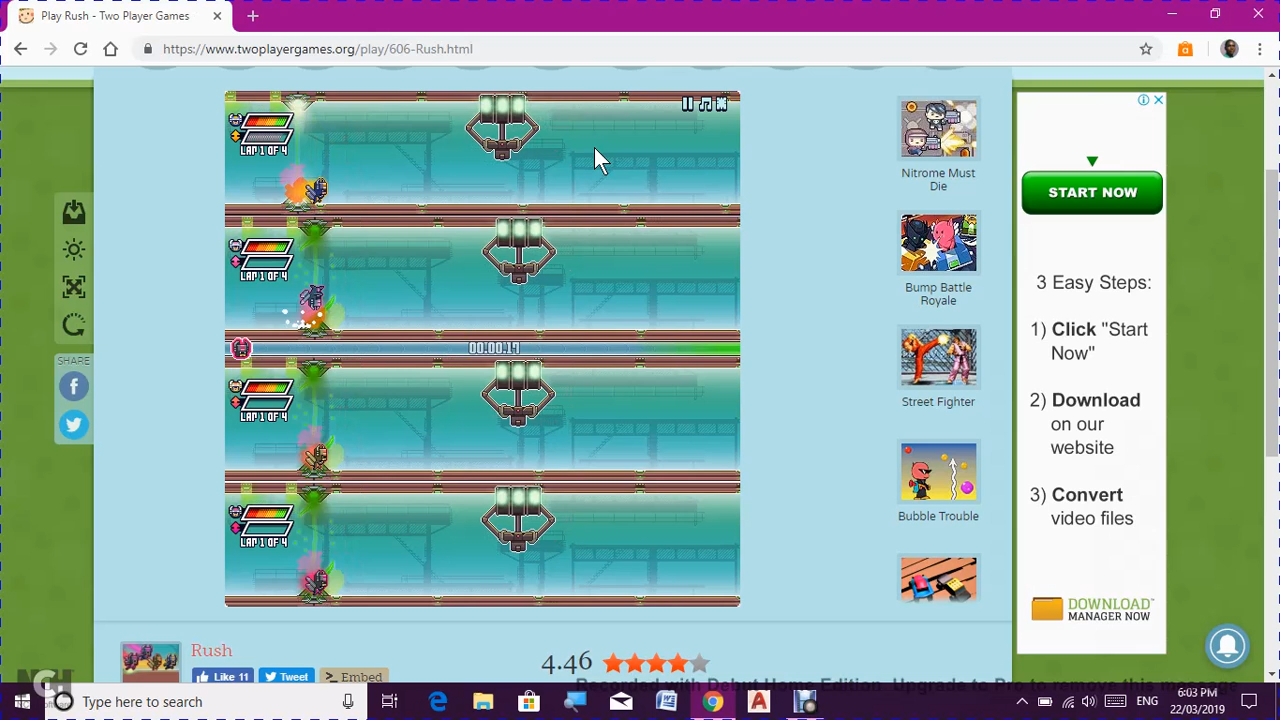 Play Rush - Two Player Games
https://www.twoplayergames.org/play/606-Rush.html
LAP 1 OF 4
LAP 1 OF 4
00:00.17
LAP 1 OF 4
LAP 1 OF 4
SHARE
Nitrome Must
Die
Bump Battle
Royale
Street Fighter
Bubble Trouble
START NOW
3 Easy Steps:
1) Click "Start
Now"
2) Download
on our
website
3) Convert
video files
DOWNLOAD
MANAGER NOW
Rush
Like 11
Tweet
Embed
4.46
NCH
Recorded with Debut Home Edition. Upgrade to Pro to remove this message
Type here to search
ENG
6:03 PM
22/03/2019